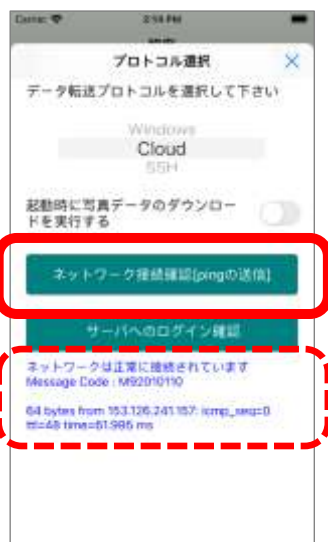 Carrier
2:14 PM
プロトコル選択
データ転送プロトコルを選択して下さい
Windows
Cloud
SSH
起動時に写真データのダウンロー
ドを実行する
ネットワーク接続確認(pingの送信)
サーバへのログイン確認
ネットワークは正常に接続されています
Message Code : M92010110
64 bytes from 153.126.241.157: icmp_seq=0
ttl=48 time=61.995 ms